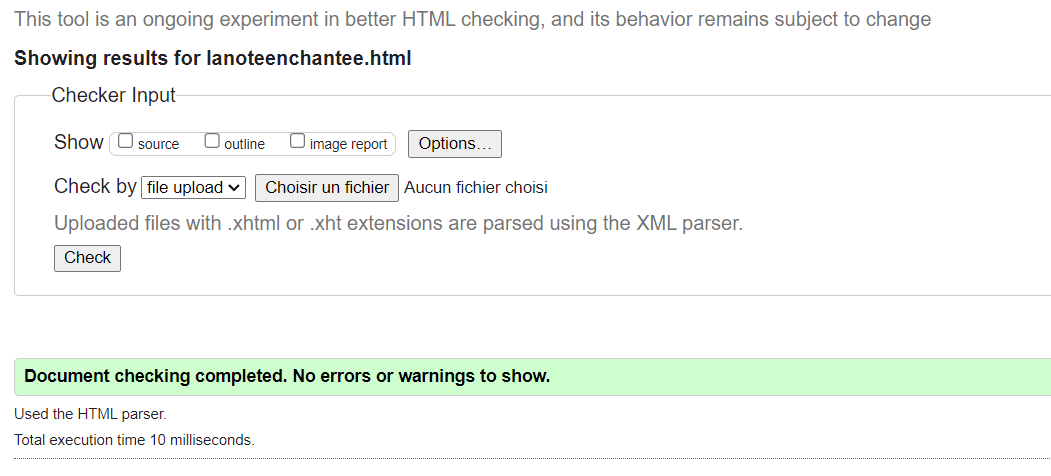 This tool is an ongoing experiment in better HTML checking, and its behavior remains subject to change
Showing results for lanoteenchantee.html
Checker Input
Show source outline image report Options...
Check by file upload Choisir un fichier Aucun fichier choisi
Uploaded files with .xhtml or .xht extensions are parsed using the XML parser.
Check
Document checking completed. No errors or warnings to show.
Used the HTML parser.
Total execution time 10 milliseconds.